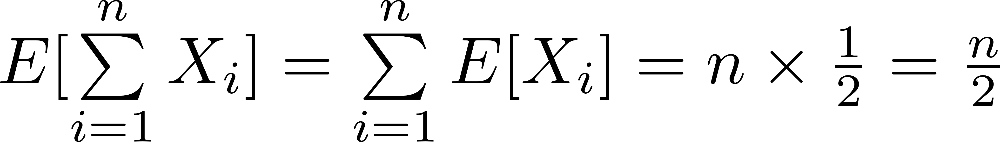 E[\sum_{i=1}^{n} X_i] = \sum_{i=1}^{n} E[X_i] = n \times \frac{1}{2} = \frac{n}{2}